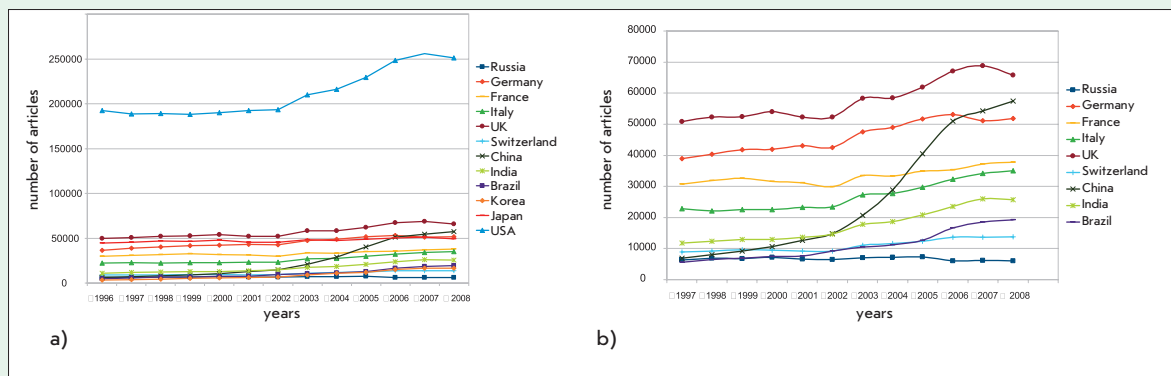 250000
200000
150000
100000
50000
0
number of articles
□1996 □1997 □1998 □1999 □2000 □2001 □2002 □2003 □2004 □2005 □2006 □2007 □2008
years
Russia
Germany
France
Italy
UK
Switzerland
China
India
Brazil
Korea
Japan
USA
a)
80000
70000
60000
50000
40000
30000
20000
10000
0
number of articles
□1997 □1998 □1999 □2000 □2001 □2002 □2003 □2004 □2005 □2006 □2007 □2008
years
Russia
Germany
France
Italy
UK
Switzerland
China
India
Brazil
b)